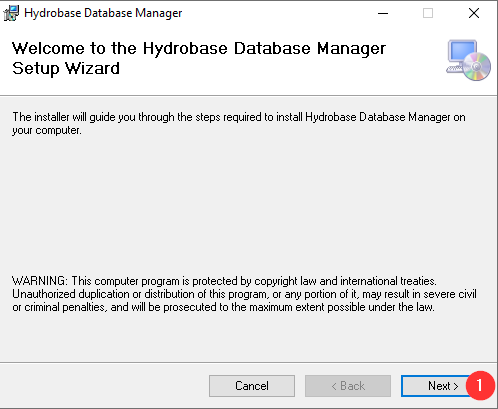 Hydrobase Database Manager
Welcome to the Hydrobase Database Manager
Setup Wizard
The installer will guide you through the steps required to install Hydrobase Database Manager on
your computer.
WARNING: This computer program is protected by copyright law and international treaties.
Unauthorized duplication or distribution of this program, or any portion of it, may result in severe civil
or criminal penalties, and will be prosecuted to the maximum extent possible under the law.
Cancel
< Back
Next >
1